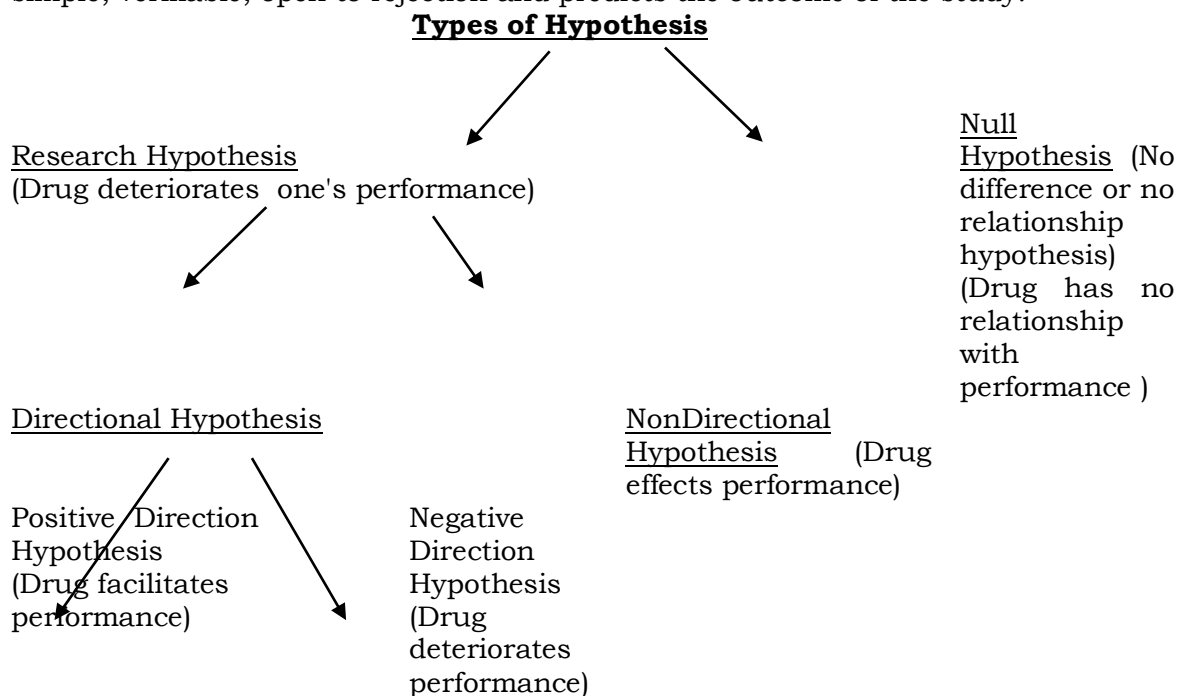 simple, verifiable, open to rejection and predicts the outcome of the study.
Types of Hypothesis
Research Hypothesis
(Drug deteriorates one's performance)
Null
Hypothesis (No
difference or no
relationship
hypothesis)
(Drug has no
relationship
with
performance )
Directional Hypothesis
NonDirectional
Hypothesis (Drug
effects performance)
Positive Direction
Hypothesis
(Drug facilitates
performance)
Negative
Direction
Hypothesis
(Drug
deteriorates
performance)